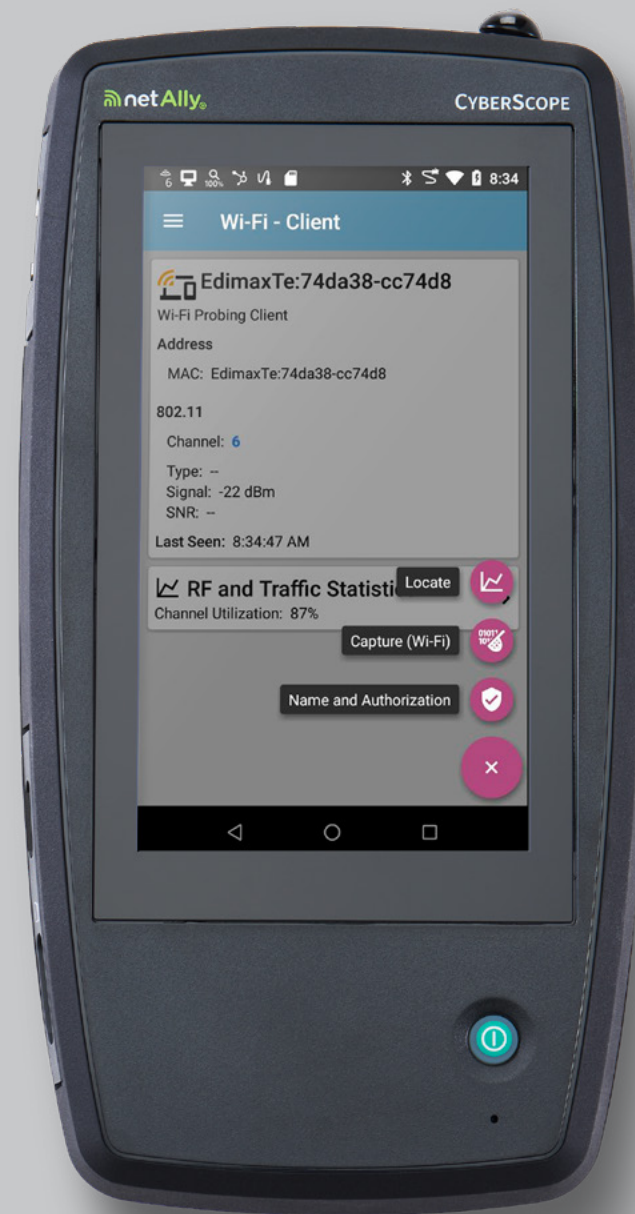 netAlly®
CYBERSCOPE
6 100% 8:34
Wi-Fi - Client
EdimaxTe:74da38-cc74d8
Wi-Fi Probing Client
Address
MAC: EdimaxTe:74da38-cc74d8
802.11
Channel: 6
Type: --
Signal: -22 dBm
SNR: --
Last Seen: 8:34:47 AM
RF and Traffic Statisti
Locate
Channel Utilization: 87%
Capture (Wi-Fi)
Name and Authorization